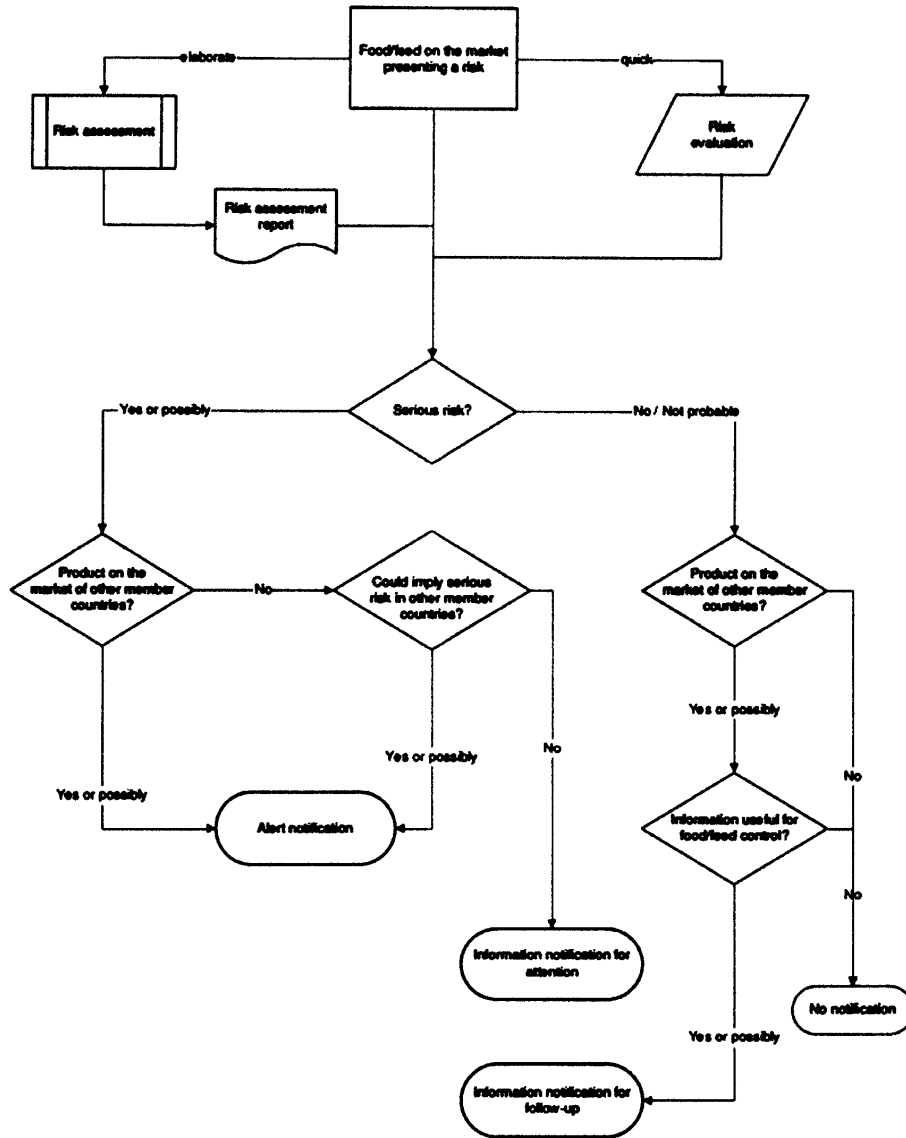 Food/feed on the market
presenting a risk
elaborate
quick
Risk assessment
Risk
evaluation
Risk assessment
report
Serious risk?
Yes or possibly
No / Not probable
Product on the
market of other member
countries?
No
Could imply serious
risk in other member
countries?
Product on the
market of other member
countries?
Yes or possibly
Yes or possibly
No
No
Yes or possibly
Alert notification
Information useful for
food/feed control?
No
Information notification for
attention
No notification
Yes or possibly
Information notification for
follow-up